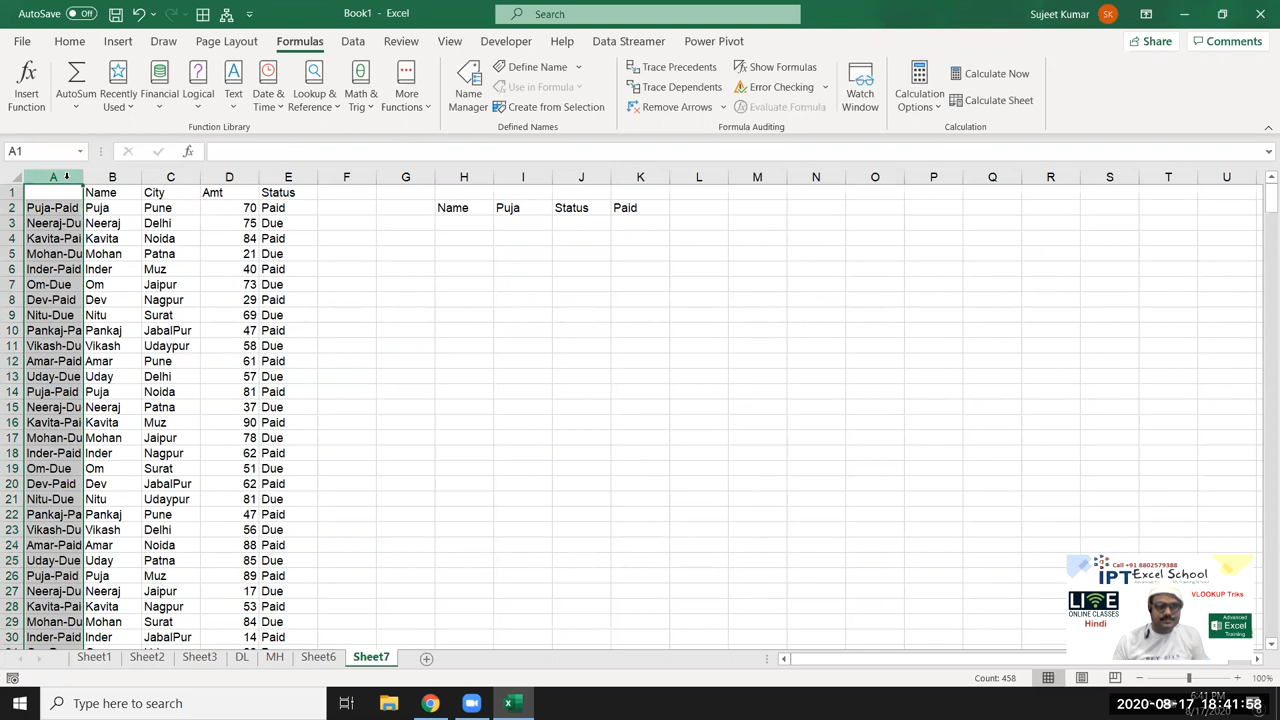 AutoSave Off Book1 - Excel Search Sujeet Kumar SK
File Home Insert Draw Page Layout Formulas Data Review View Developer Help Data Streamer Power Pivot Share Comments
Insert Function AutoSum Recently Used Financial Logical Text Date & Time Lookup & Reference Math & Trig More Functions Name Manager Define Name Use in Formula Create from Selection Trace Precedents Trace Dependents Remove Arrows Show Formulas Error Checking Evaluate Formula Watch Window Calculation Options Calculate Now Calculate Sheet
Function Library Defined Names Formula Auditing Calculation
A1 fx
A B C D E F G H I J K L M N O P Q R S T U
1 Name City Amt Status
2 Puja-Paid Puja Pune 70 Paid Name Puja Status Paid
3 Neeraj-Du Neeraj Delhi 75 Due
4 Kavita-Pai Kavita Noida 84 Paid
5 Mohan-Du Mohan Patna 21 Due
6 Inder-Paid Inder Muz 40 Paid
7 Om-Due Om Jaipur 73 Due
8 Dev-Paid Dev Nagpur 29 Paid
9 Nitu-Due Nitu Surat 69 Due
10 Pankaj-Pa Pankaj JabalPur 47 Paid
11 Vikash-Du Vikash Udaypur 58 Due
12 Amar-Paid Amar Pune 61 Paid
13 Uday-Due Uday Delhi 57 Due
14 Puja-Paid Puja Noida 81 Paid
15 Neeraj-Du Neeraj Patna 37 Due
16 Kavita-Pai Kavita Muz 90 Paid
17 Mohan-Du Mohan Jaipur 78 Due
18 Inder-Paid Inder Nagpur 62 Paid
19 Om-Due Om Surat 51 Due
20 Dev-Paid Dev JabalPur 62 Paid
21 Nitu-Due Nitu Udaypur 81 Due
22 Pankaj-Pa Pankaj Pune 47 Paid
23 Vikash-Du Vikash Delhi 56 Due
24 Amar-Paid Amar Noida 88 Paid
25 Uday-Due Uday Patna 85 Due
26 Puja-Paid Puja Muz 89 Paid
27 Neeraj-Du Neeraj Jaipur 17 Due
28 Kavita-Pai Kavita Nagpur 53 Paid
29 Mohan-Du Mohan Surat 84 Due
30 Inder-Paid Inder JabalPur 14 Paid
Call +91 8802579388
IPT Excel School
LIVE
ONLINE CLASSES
Hindi
VLOOKUP Triks
Advanced
Excel
Training
Sheet1 Sheet2 Sheet3 DL MH Sheet6 Sheet7
Count: 458 100%
Type here to search
6:41 PM
8/17/2020
2020-08-17 18:41:58